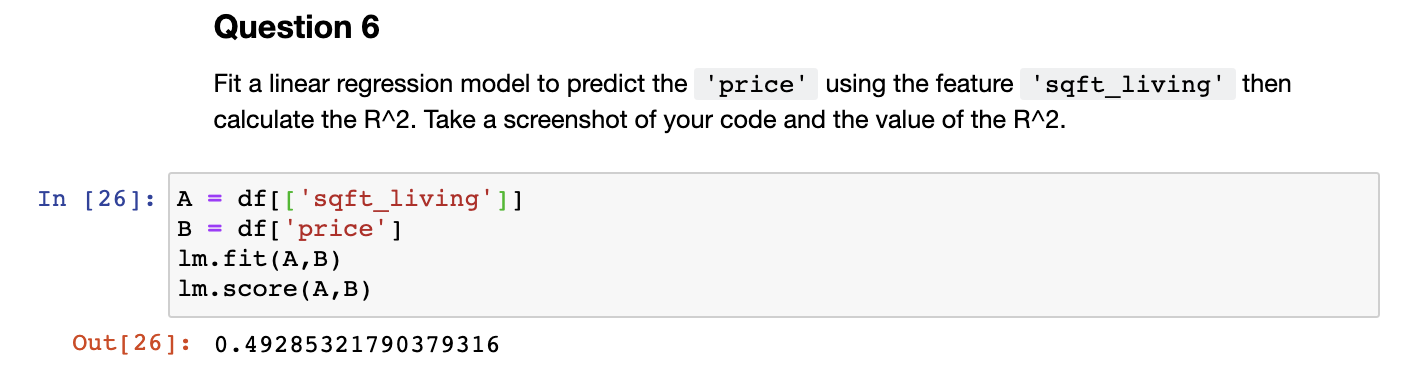 Question 6
Fit a linear regression model to predict the 'price' using the feature 'sqft_living' then
calculate the R^2. Take a screenshot of your code and the value of the R^2.
In [26]: A = df[['sqft_living']]
B = df['price']
lm.fit(A,B)
lm.score(A,B)
Out[26]: 0.49285321790379316